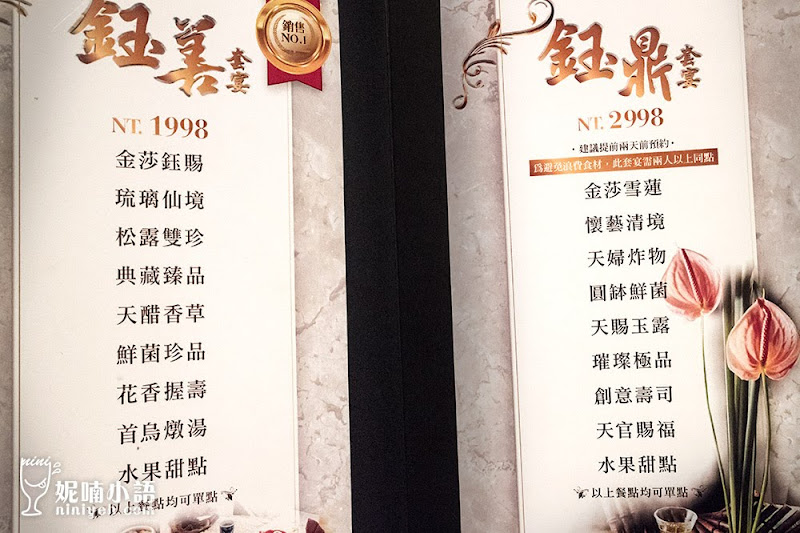 鈺善
套宴
銷售
NO.1
NT. 1998
金莎鈺賜
琉璃仙境
松露雙珍
典藏臻品
天醋香草
鮮菌珍品
花香握壽
首烏燉湯
水果甜點
以上餐點均可單點
鈺鼎
套宴
NT. 2998
·建議提前兩天前預約·
為避免浪費食材，此套宴需兩人以上同點
金莎雪蓮
懷藝清境
天婦炸物
圓缽鮮菌
天賜玉露
璀璨極品
創意壽司
天官賜福
水果甜點
以上餐點均可單點
nini
妮喃小語
niniyeh.com